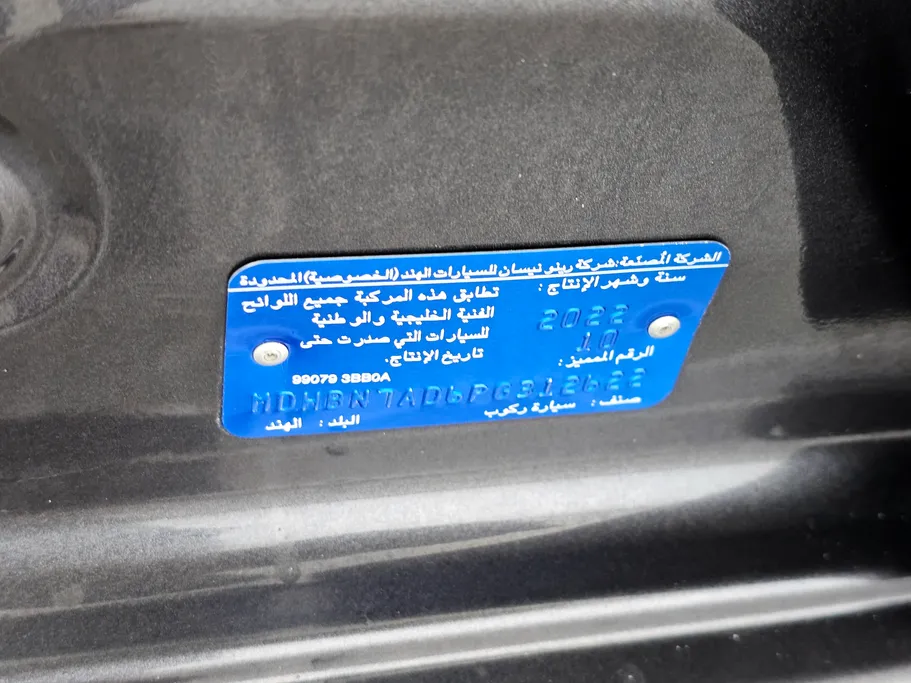 الشركة المصنعة: شركة رينو نيسان للسيارات الهند (الخصوصية) المحدودة
سنة وشهر الإنتاج :
2022
10
تطابق هذه المركبة جميع اللوائح
الفنية الخليجية والوطنية
للسيارات التي صدرت حتى
تاريخ الإنتاج.
الرقم المميز:
99079 3BB0A
MDHBN7AD6PG312622
صنف: سيارة ركوب
البلد : الهند